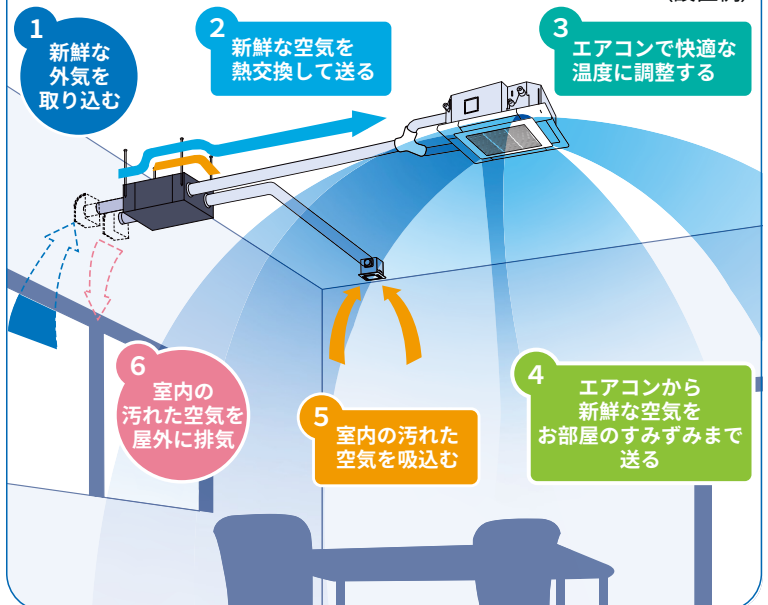 1
新鮮な
外気を
取り込む
2
新鮮な空気を
熱交換して送る
3
エアコンで快適な
温度に調整する
4
エアコンから
新鮮な空気を
お部屋のすみずみまで
送る
5
室内の汚れた
空気を吸込む
6
室内の
汚れた空気を
屋外に排気